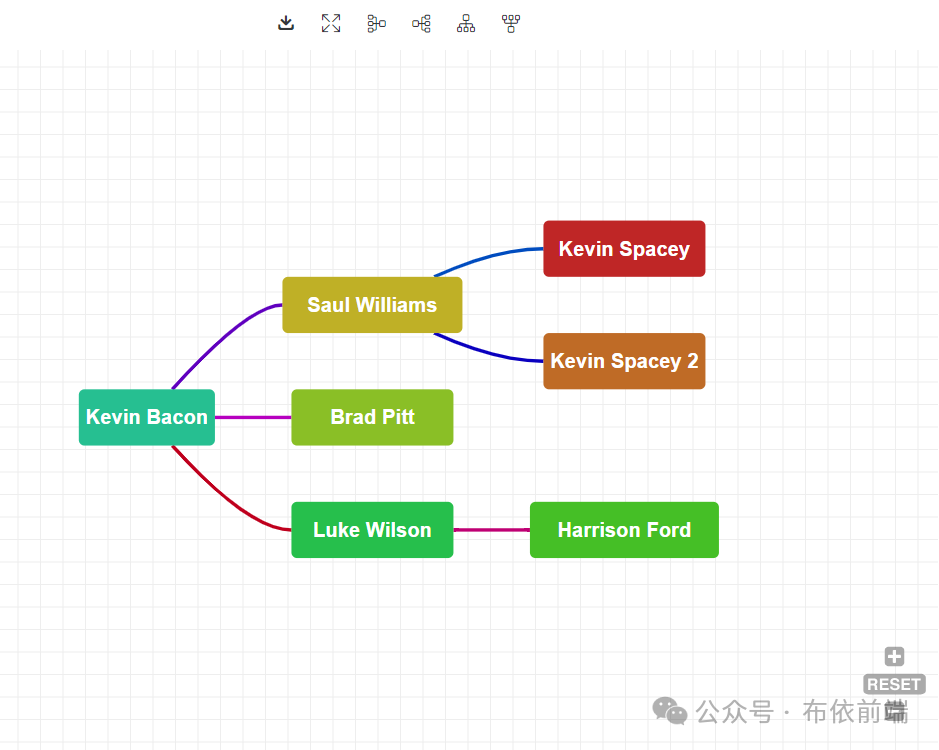 Kevin Spacey
Saul Williams
Kevin Spacey 2
Kevin Bacon
Brad Pitt
Luke Wilson
Harrison Ford
RESET
公众号 · 布依前端